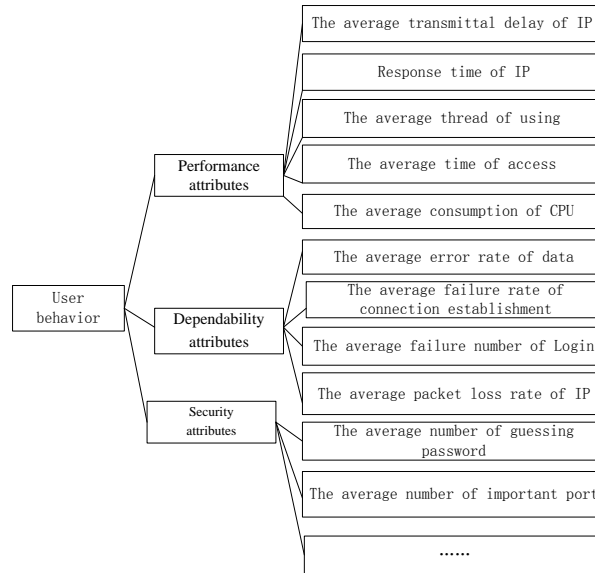 The average transmittal delay of IP
Response time of IP
The average thread of using
Performance
attributes
The average time of access
The average consumption of CPU
The average error rate of data
User
behavior
Dependability
attributes
The average failure rate of
connection establishment
The average failure number of Login
The average packet loss rate of IP
Security
attributes
The average number of guessing
password
The average number of important port
……